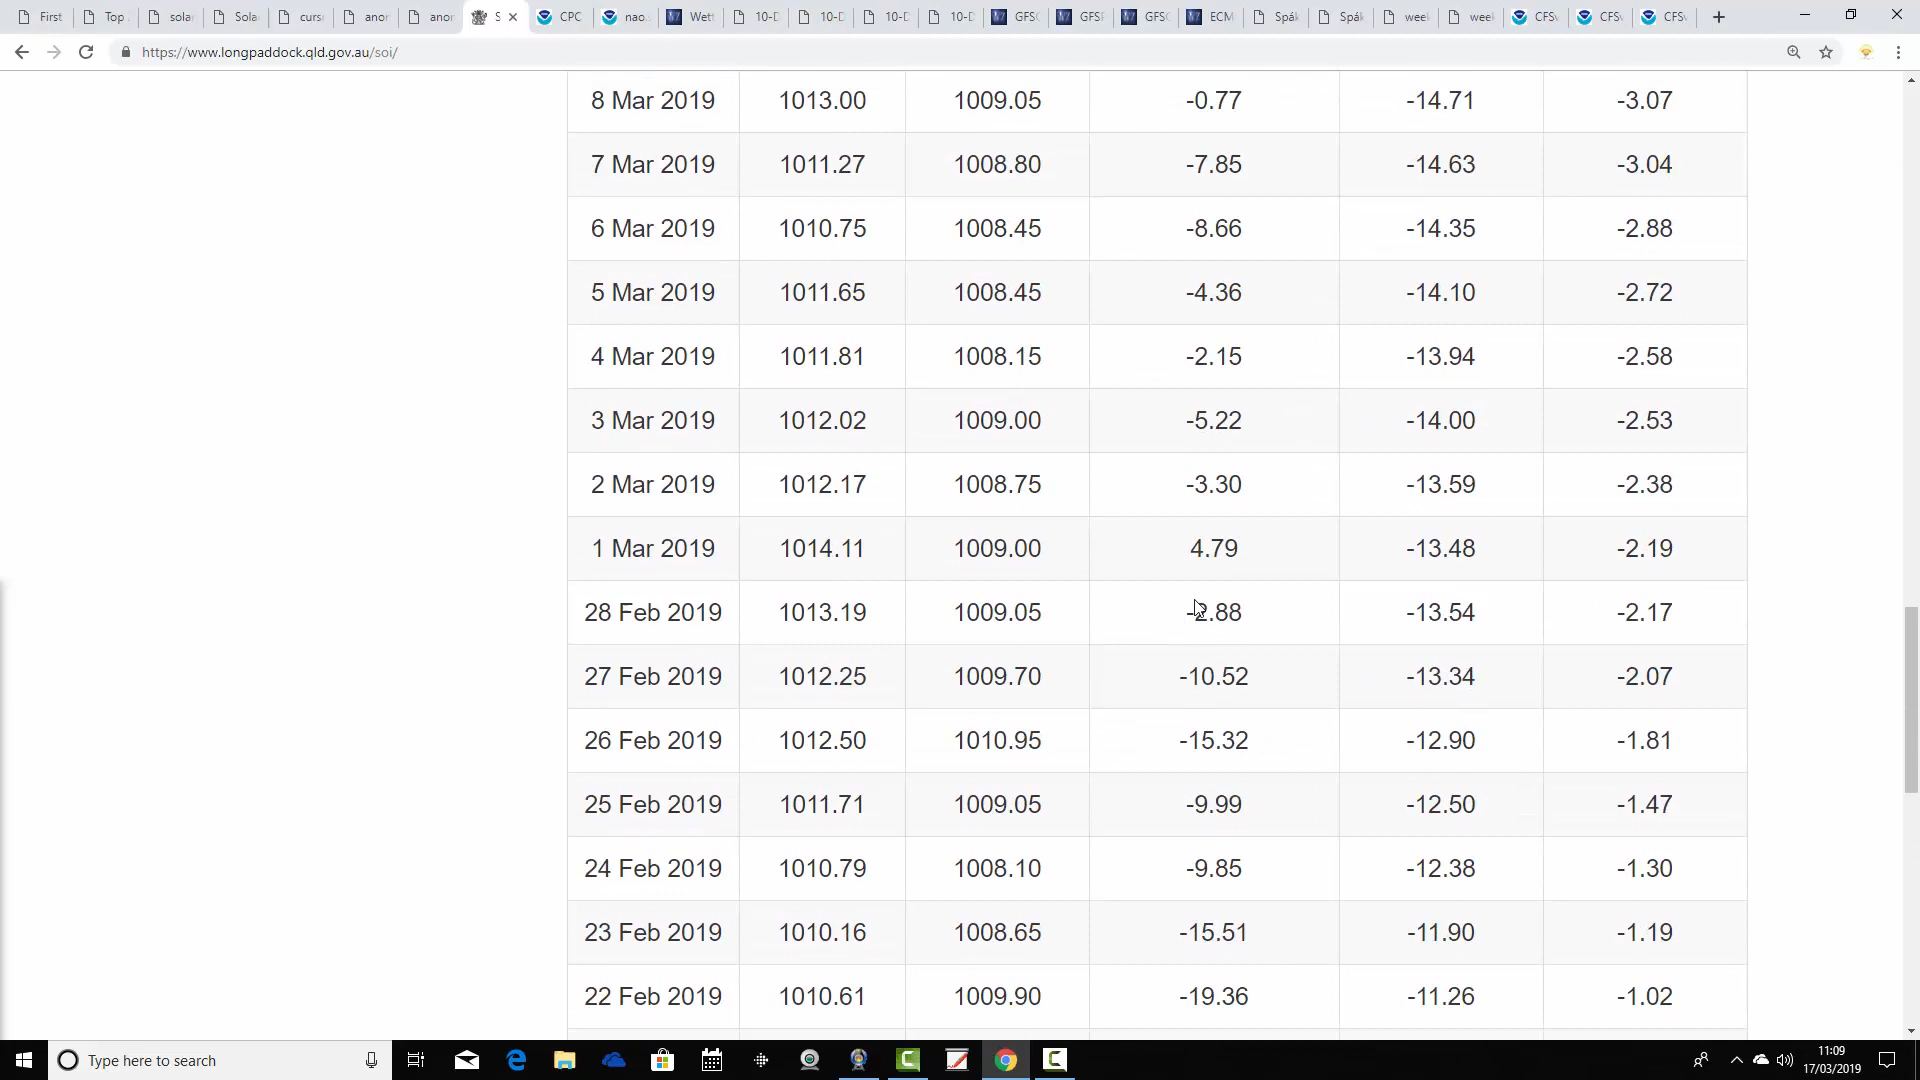 First Top solar Solar curso anor anor S CPC nao. Wett 10-D 10-D 10-D 10-D GFS GFS GFS ECM Spák Spák week week CFS CFS CFS
https://www.longpaddock.qld.gov.au/soi/
8 Mar 2019 1013.00 1009.05 -0.77 -14.71 -3.07
7 Mar 2019 1011.27 1008.80 -7.85 -14.63 -3.04
6 Mar 2019 1010.75 1008.45 -8.66 -14.35 -2.88
5 Mar 2019 1011.65 1008.45 -4.36 -14.10 -2.72
4 Mar 2019 1011.81 1008.15 -2.15 -13.94 -2.58
3 Mar 2019 1012.02 1009.00 -5.22 -14.00 -2.53
2 Mar 2019 1012.17 1008.75 -3.30 -13.59 -2.38
1 Mar 2019 1014.11 1009.00 4.79 -13.48 -2.19
28 Feb 2019 1013.19 1009.05 -2.88 -13.54 -2.17
27 Feb 2019 1012.25 1009.70 -10.52 -13.34 -2.07
26 Feb 2019 1012.50 1010.95 -15.32 -12.90 -1.81
25 Feb 2019 1011.71 1009.05 -9.99 -12.50 -1.47
24 Feb 2019 1010.79 1008.10 -9.85 -12.38 -1.30
23 Feb 2019 1010.16 1008.65 -15.51 -11.90 -1.19
22 Feb 2019 1010.61 1009.90 -19.36 -11.26 -1.02
Type here to search
11:09
17/03/2019